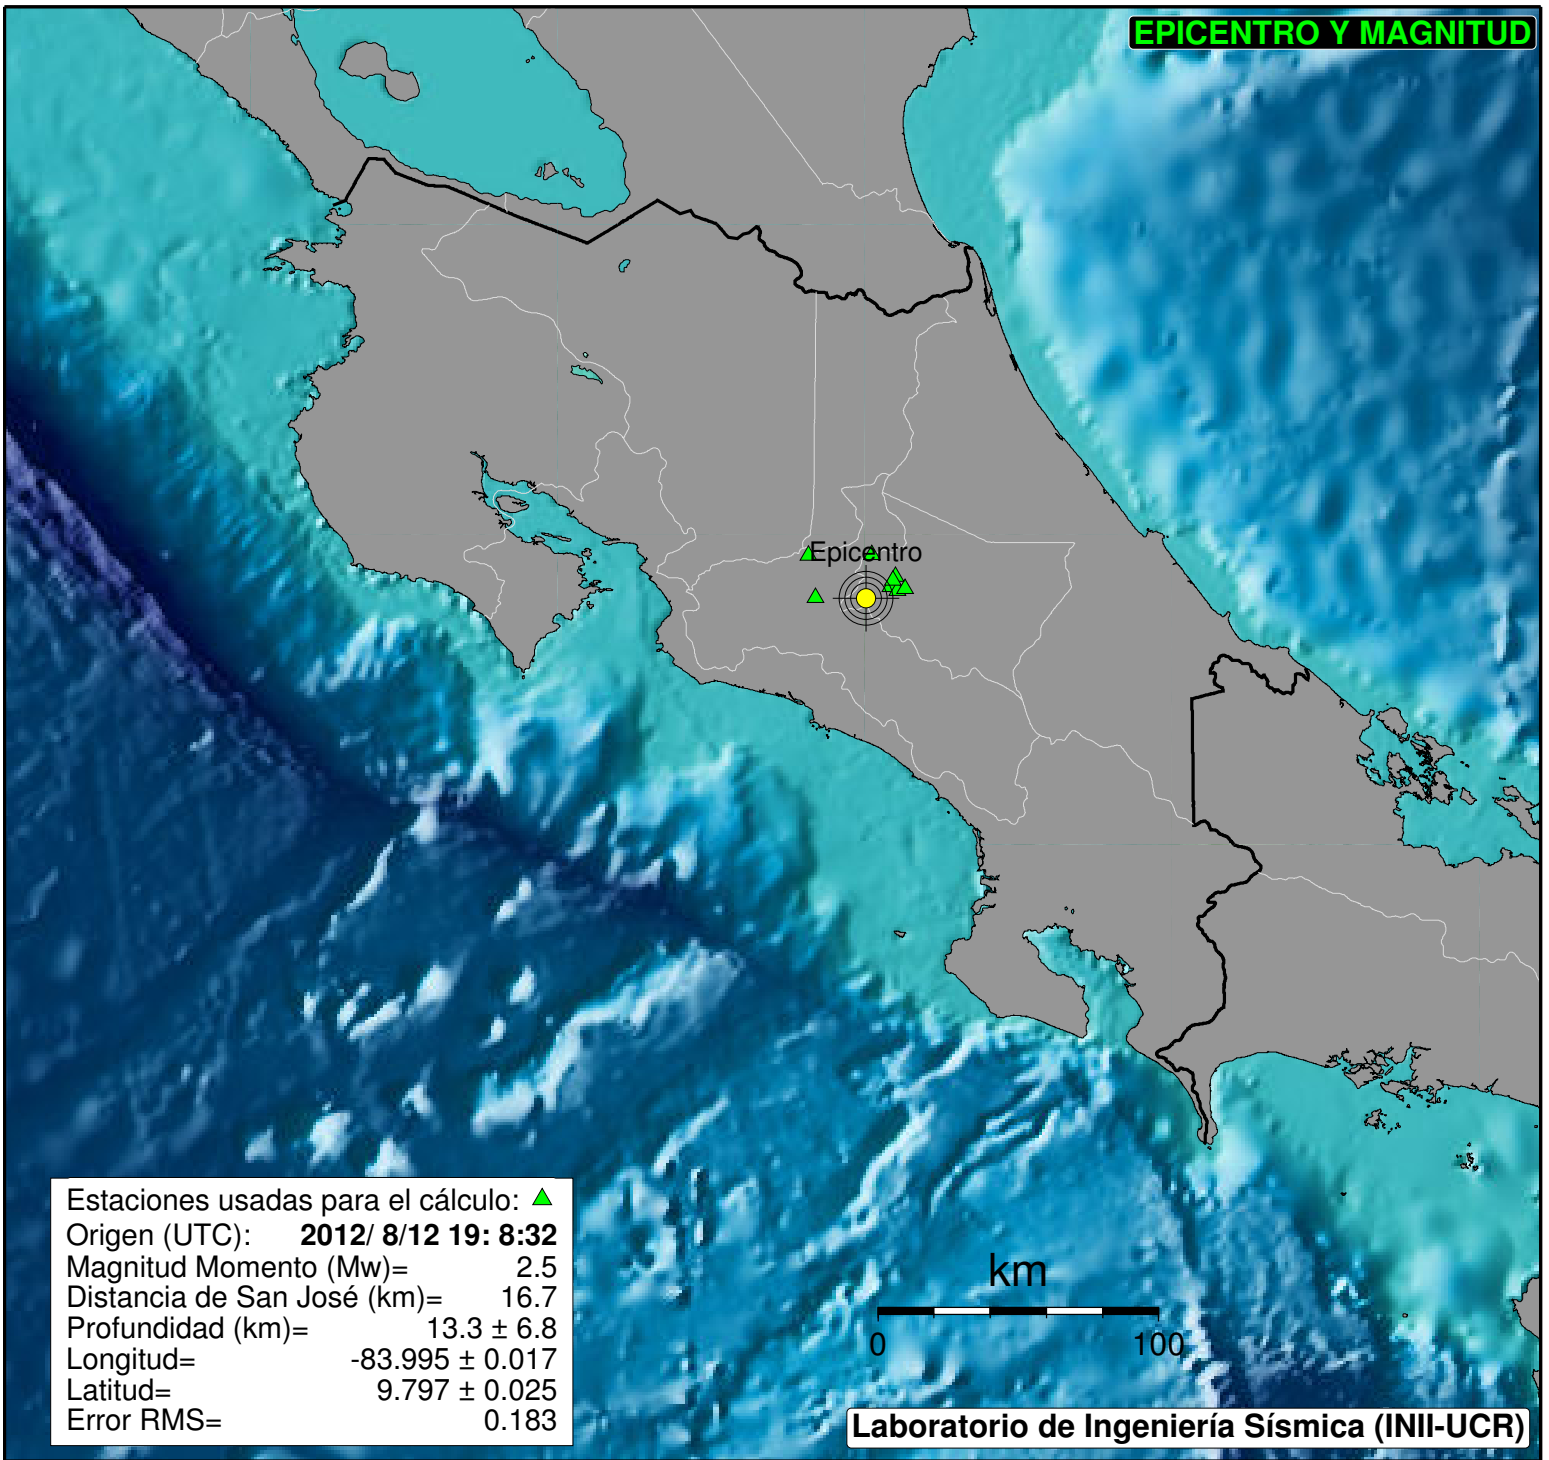 EPICENTRO Y MAGNITUD
Epicentro
Estaciones usadas para el cálculo:
Origen (UTC): 2012/ 8/12 19: 8:32
Magnitud Momento (Mw)= 2.5
Distancia de San José (km)= 16.7
Profundidad (km)= 13.3 ± 6.8
Longitud= -83.995 ± 0.017
Latitud= 9.797 ± 0.025
Error RMS= 0.183
km
0 100
Laboratorio de Ingeniería Sísmica (INII-UCR)